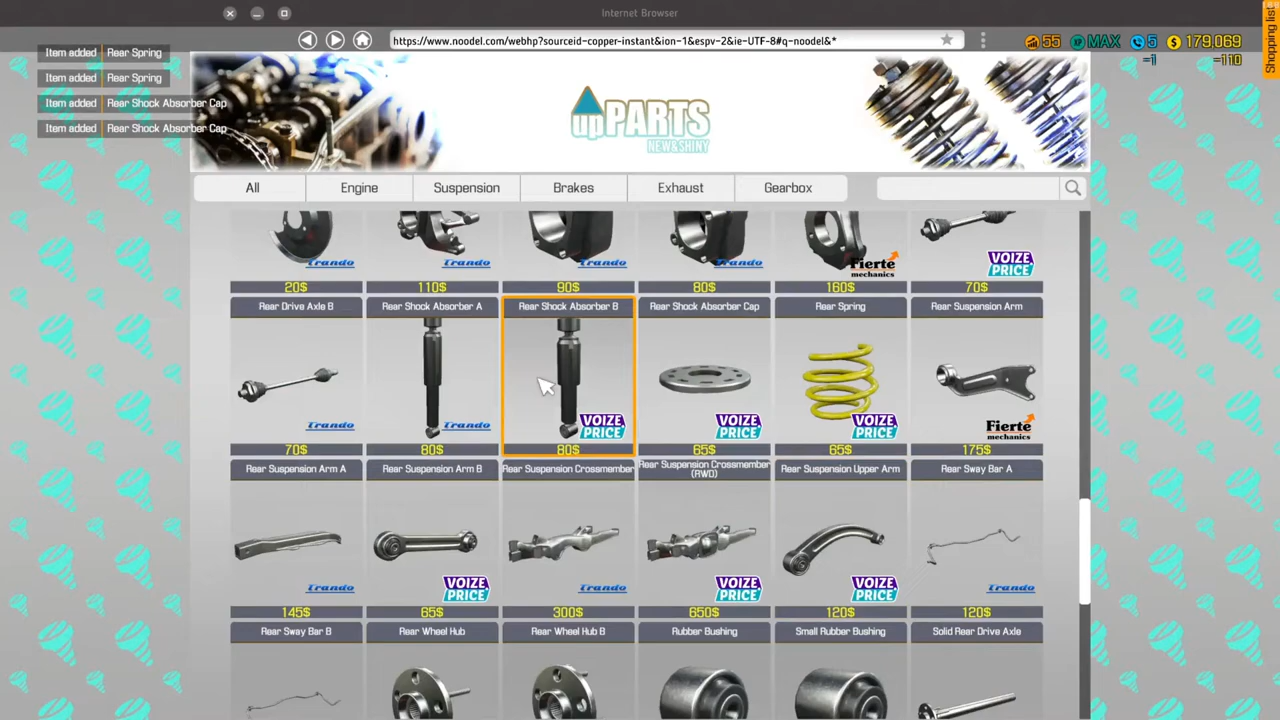 Internet Browser
https://www.noodel.com/webhp?sourceid-copper-instant&ion-1&espv-2&ie-UTF-8#q-noodel&*
55
XP MAX
5
$ 179.069
-1
-110
Shopping list
Item added Rear Spring
Item added Rear Spring
Item added Rear Shock Absorber Cap
Item added Rear Shock Absorber Cap
upPARTS
NEW&SHINY
All
Engine
Suspension
Brakes
Exhaust
Gearbox
Trando
Trando
Trando
Trando
Fierte mechanics
VOIZE PRICE
20$
110$
90$
80$
160$
70$
Rear Drive Axle B
Rear Shock Absorber A
Rear Shock Absorber B
Rear Shock Absorber Cap
Rear Spring
Rear Suspension Arm
Trando
Trando
VOIZE PRICE
VOIZE PRICE
VOIZE PRICE
Fierte mechanics
70$
80$
80$
65$
65$
175$
Rear Suspension Arm A
Rear Suspension Arm B
Rear Suspension Crossmember
Rear Suspension Crossmember (RWD)
Rear Suspension Upper Arm
Rear Sway Bar A
Trando
VOIZE PRICE
Trando
VOIZE PRICE
VOIZE PRICE
Trando
145$
65$
300$
650$
120$
120$
Rear Sway Bar B
Rear Wheel Hub
Rear Wheel Hub B
Rubber Bushing
Small Rubber Bushing
Solid Rear Drive Axle